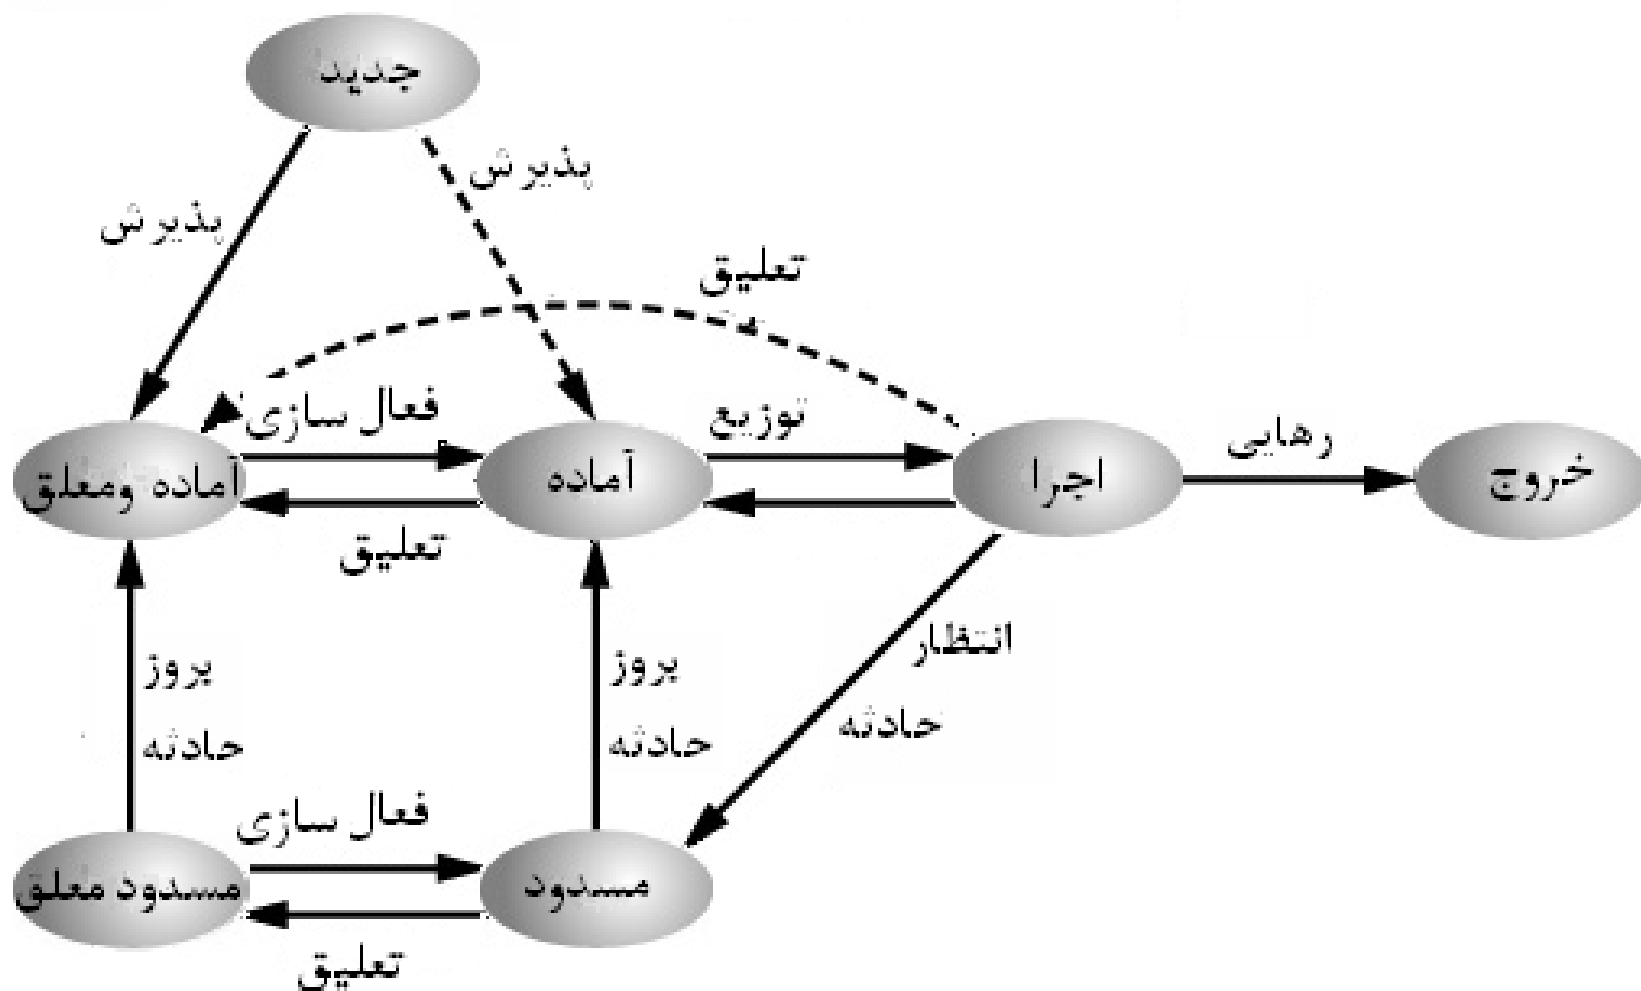 جدید
پذیرش
پذیرش
تعلیق
فعال سازی
توزیع
رهایی
آماده ومعلق
آماده
اجرا
خروج
تعلیق
انتظار
حادثه
بروز
حادثه
بروز
حادثه
فعال سازی
مسدود معلق
مسدود
تعلیق